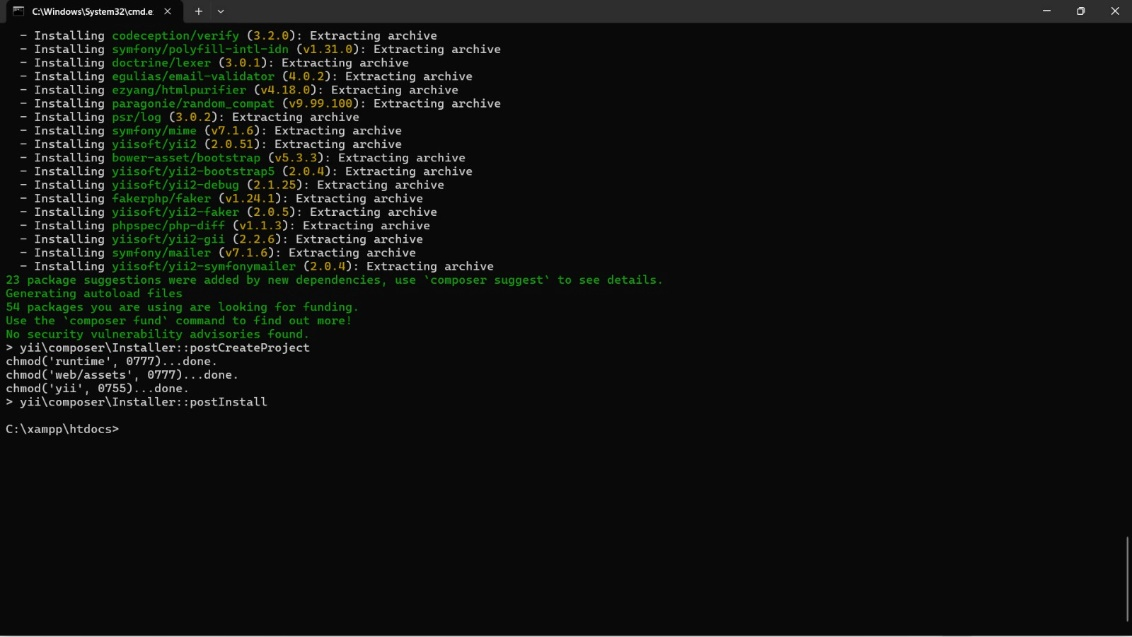 C:\Windows\System32\cmd.e
- Installing codeception/verify (3.2.0): Extracting archive
- Installing symfony/polyfill-intl-idn (v1.31.0): Extracting archive
- Installing doctrine/lexer (3.0.1): Extracting archive
- Installing egulias/email-validator (4.0.2): Extracting archive
- Installing ezyang/htmlpurifier (v4.18.0): Extracting archive
- Installing paragonie/random_compat (v9.99.100): Extracting archive
- Installing psr/log (3.0.2): Extracting archive
- Installing symfony/mime (v7.1.6): Extracting archive
- Installing yiisoft/yii2 (2.0.51): Extracting archive
- Installing bower-asset/bootstrap (v5.3.3): Extracting archive
- Installing yiisoft/yii2-bootstrap5 (2.0.4): Extracting archive
- Installing yiisoft/yii2-debug (2.1.25): Extracting archive
- Installing fakerphp/faker (v1.24.1): Extracting archive
- Installing yiisoft/yii2-faker (2.0.5): Extracting archive
- Installing phpspec/php-diff (v1.1.3): Extracting archive
- Installing yiisoft/yii2-gii (2.2.6): Extracting archive
- Installing symfony/mailer (v7.1.6): Extracting archive
- Installing yiisoft/yii2-symfonymailer (2.0.4): Extracting archive
23 package suggestions were added by new dependencies, use `composer suggest` to see details.
Generating autoload files
54 packages you are using are looking for funding.
Use the `composer fund` command to find out more!
No security vulnerability advisories found.
> yii\composer\Installer::postCreateProject
chmod('runtime', 0777)...done.
chmod('web/assets', 0777)...done.
chmod('yii', 0755)...done.
> yii\composer\Installer::postInstall
C:\xampp\htdocs>